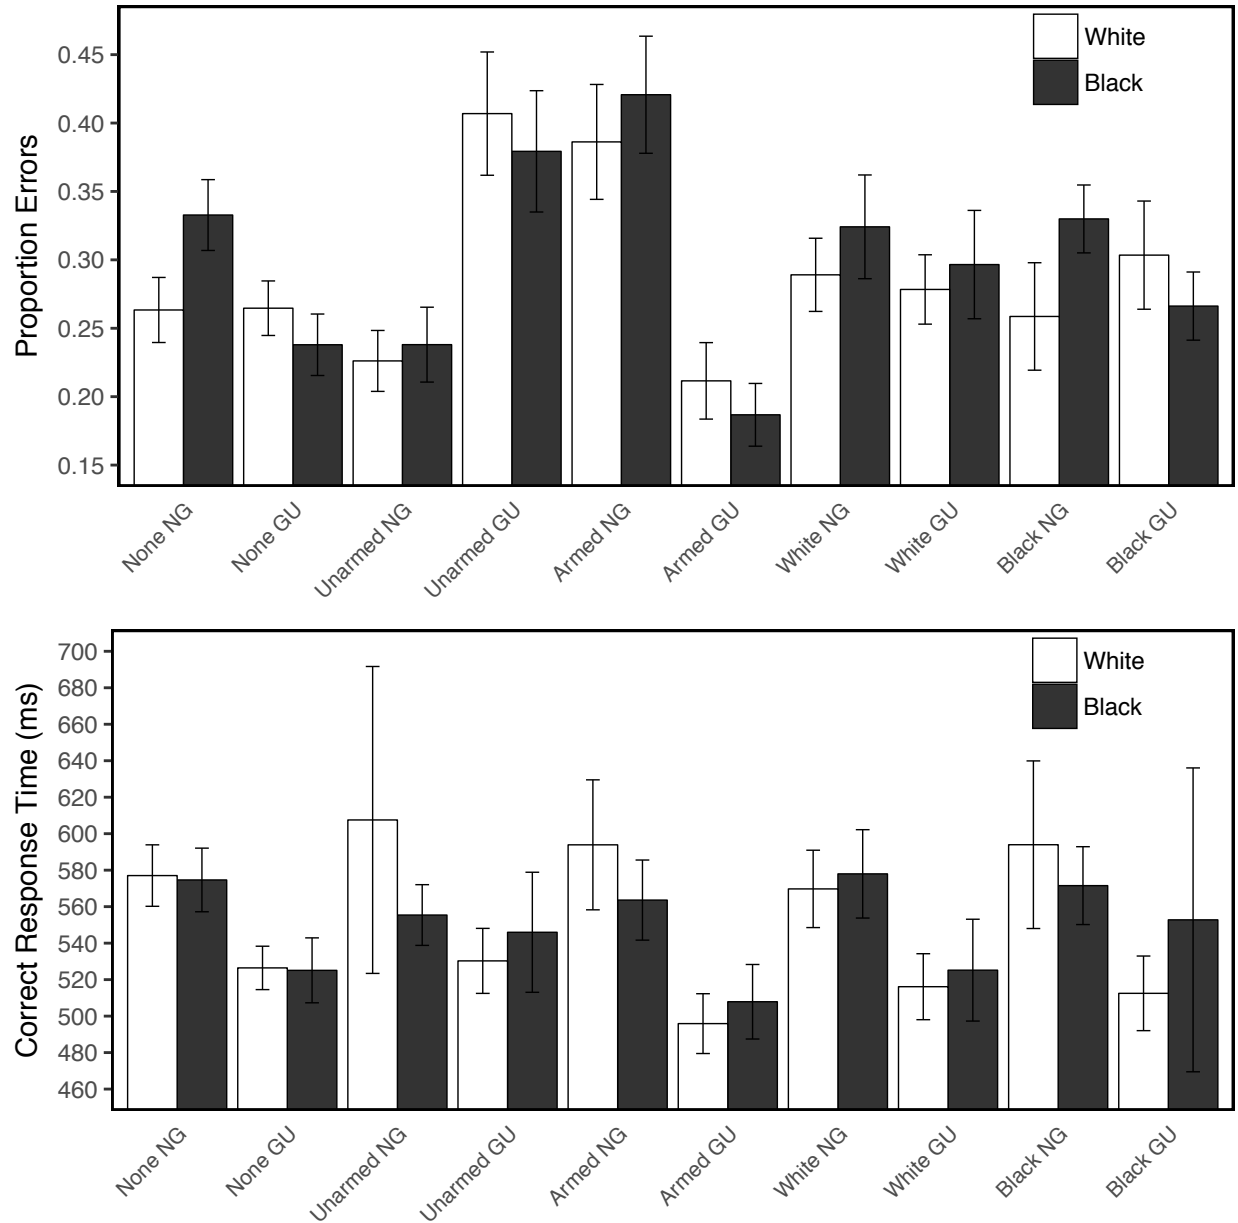 Proportion Errors
0.45
0.40
0.35
0.30
0.25
0.20
0.15
White
Black
None NG
None GU
Unarmed NG
Unarmed GU
Armed NG
Armed GU
White NG
White GU
Black NG
Black GU
Correct Response Time (ms)
700
680
660
640
620
600
580
560
540
520
500
480
460
White
Black
None NG
None GU
Unarmed NG
Unarmed GU
Armed NG
Armed GU
White NG
White GU
Black NG
Black GU